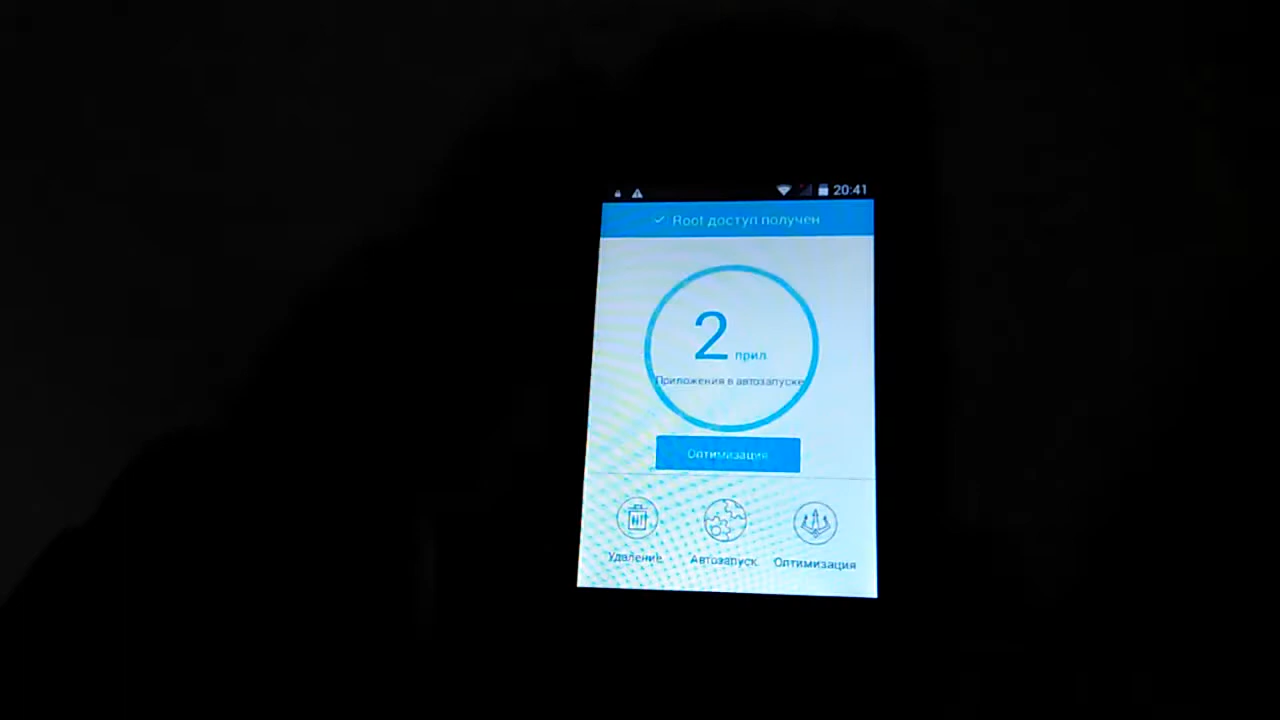 20:41
Root доступ получен
2 прил.
Приложения в автозапуске
Оптимизация
Удаление Автозапуск Оптимизация